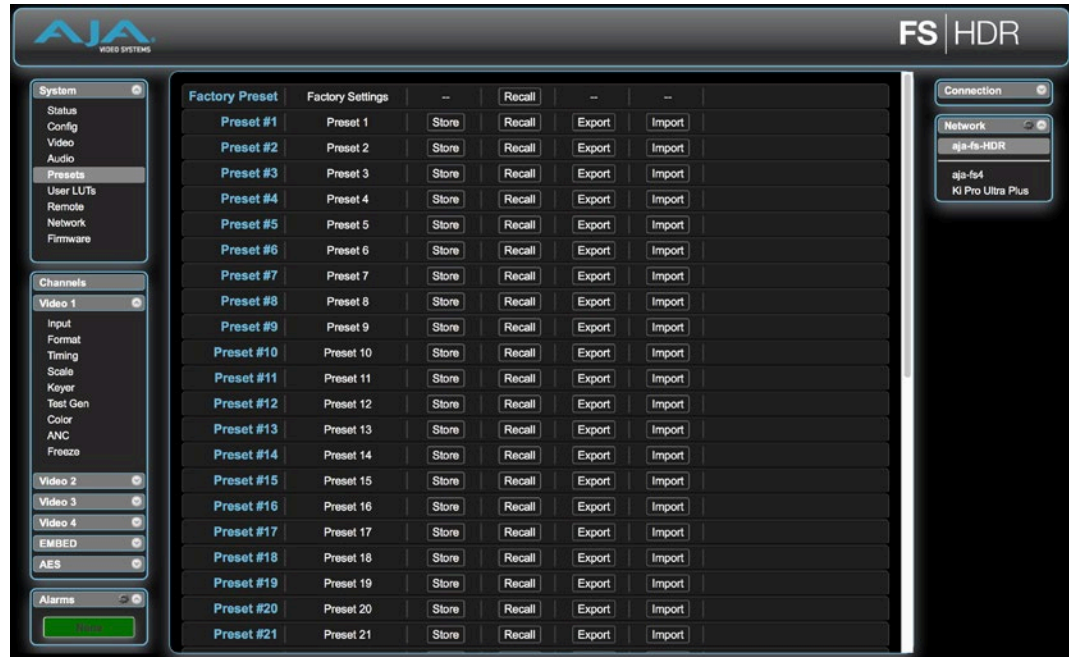 AJA
VIDEO SYSTEMS
FS | HDR
System
Status
Config
Video
Audio
Presets
User LUTs
Remote
Network
Firmware
Channels
Video 1
Input
Format
Timing
Scale
Keyer
Test Gen
Color
ANC
Freeze
Video 2
Video 3
Video 4
EMBED
AES
Alarms
None
Factory Preset Factory Settings -- Recall -- --
Preset #1 Preset 1 Store Recall Export Import
Preset #2 Preset 2 Store Recall Export Import
Preset #3 Preset 3 Store Recall Export Import
Preset #4 Preset 4 Store Recall Export Import
Preset #5 Preset 5 Store Recall Export Import
Preset #6 Preset 6 Store Recall Export Import
Preset #7 Preset 7 Store Recall Export Import
Preset #8 Preset 8 Store Recall Export Import
Preset #9 Preset 9 Store Recall Export Import
Preset #10 Preset 10 Store Recall Export Import
Preset #11 Preset 11 Store Recall Export Import
Preset #12 Preset 12 Store Recall Export Import
Preset #13 Preset 13 Store Recall Export Import
Preset #14 Preset 14 Store Recall Export Import
Preset #15 Preset 15 Store Recall Export Import
Preset #16 Preset 16 Store Recall Export Import
Preset #17 Preset 17 Store Recall Export Import
Preset #18 Preset 18 Store Recall Export Import
Preset #19 Preset 19 Store Recall Export Import
Preset #20 Preset 20 Store Recall Export Import
Preset #21 Preset 21 Store Recall Export Import
Connection
Network
aja-fs-HDR
aja-fs4
Ki Pro Ultra Plus